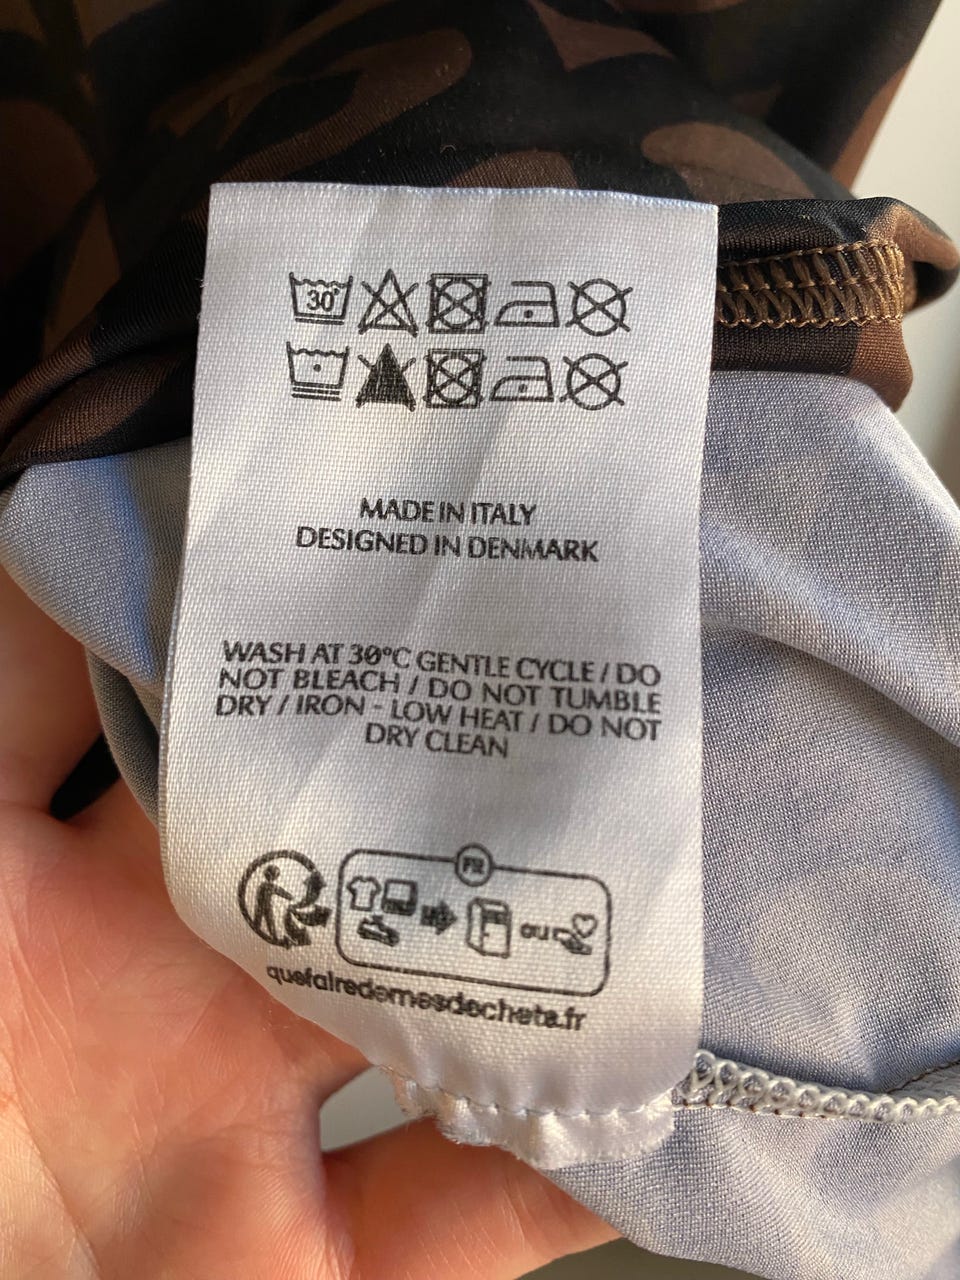 30°
MADE IN ITALY
DESIGNED IN DENMARK
WASH AT 30°C GENTLE CYCLE / DO
NOT BLEACH / DO NOT TUMBLE
DRY / IRON - LOW HEAT / DO NOT
DRY CLEAN
FR
ou
quefairedemesdechets.fr